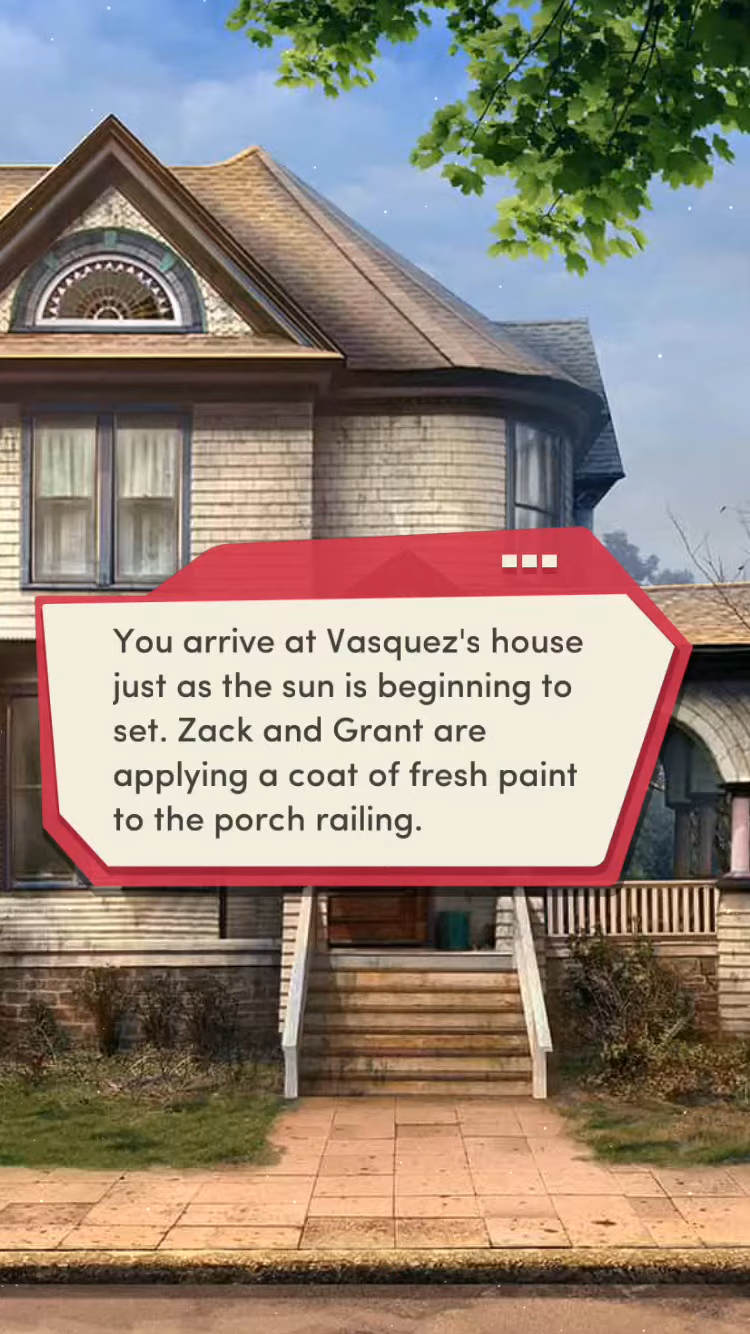 You arrive at Vasquez's house
just as the sun is beginning to
set. Zack and Grant are
applying a coat of fresh paint
to the porch railing.